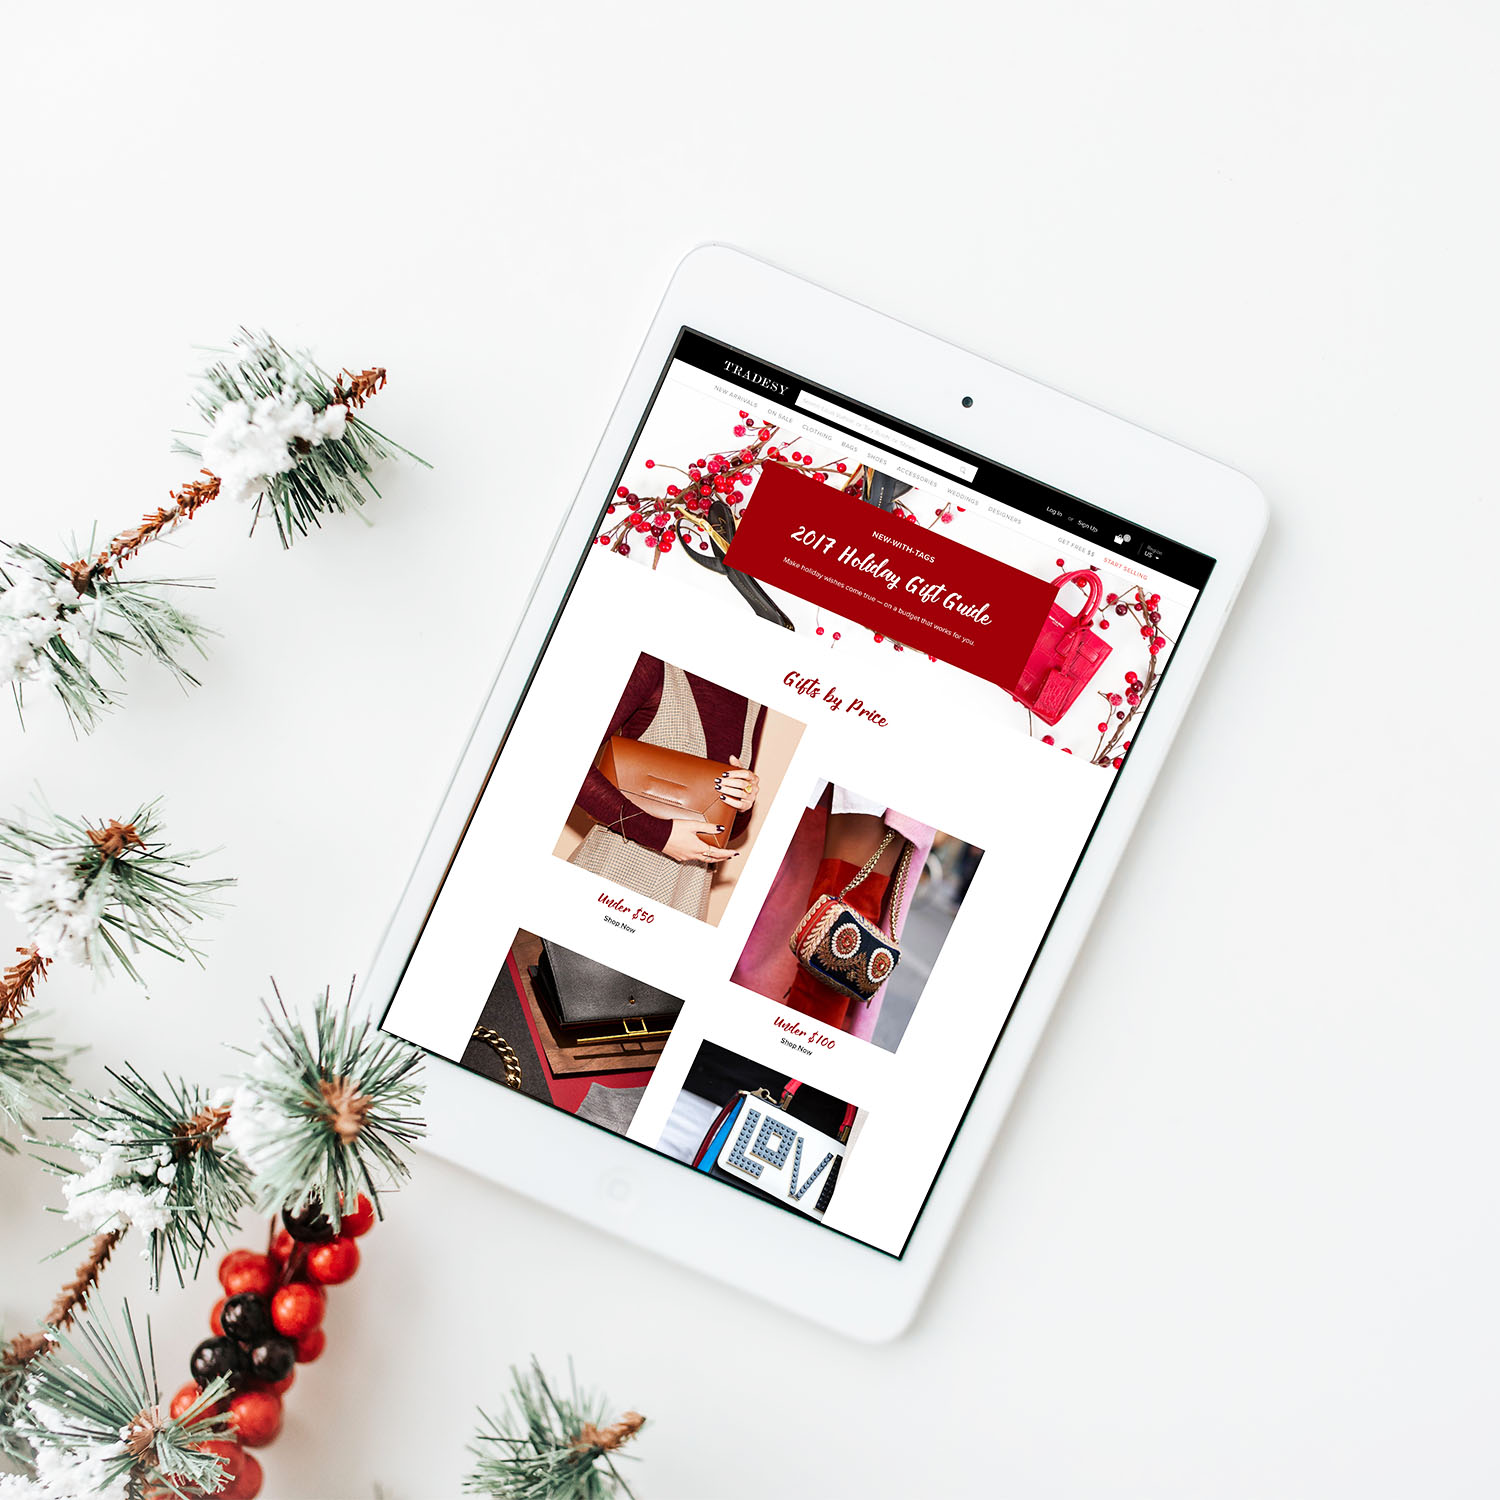 TRADESY
Log In or Sign Up
Region
US
NEW ARRIVALS ON SALE CLOTHING BAGS SHOES ACCESSORIES WEDDINGS DESIGNERS GET FREE $$ START SELLING
NEW-WITH-TAGS
2017 Holiday Gift Guide
Make holiday wishes come true — on a budget that works for you.
Gifts by Price
Under $50
Shop Now
Under $100
Shop Now
LOV